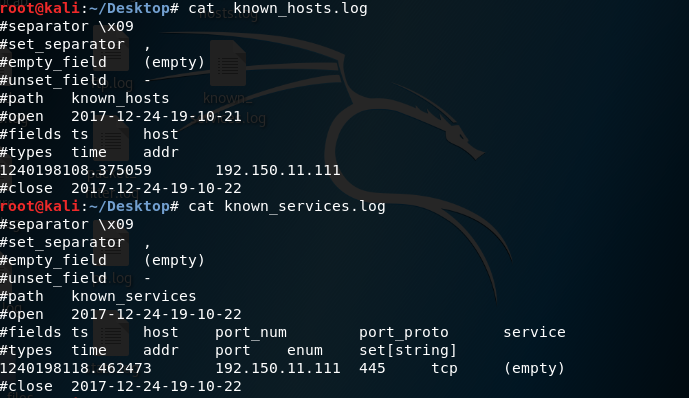 root@kali:~/Desktop# cat  known_hosts.log
#separator \x09
#set_separator  ,
#empty_field    (empty)
#unset_field    -
#path   known_hosts
#open   2017-12-24-19-10-21
#fields ts      host
#types  time    addr
1240198108.375059       192.150.11.111
#close  2017-12-24-19-10-22
root@kali:~/Desktop# cat known_services.log
#separator \x09
#set_separator  ,
#empty_field    (empty)
#unset_field    -
#path   known_services
#open   2017-12-24-19-10-22
#fields ts      host    port_num        port_proto      service
#types  time    addr    port    enum    set[string]
1240198118.462473       192.150.11.111  445     tcp     (empty)
#close  2017-12-24-19-10-22